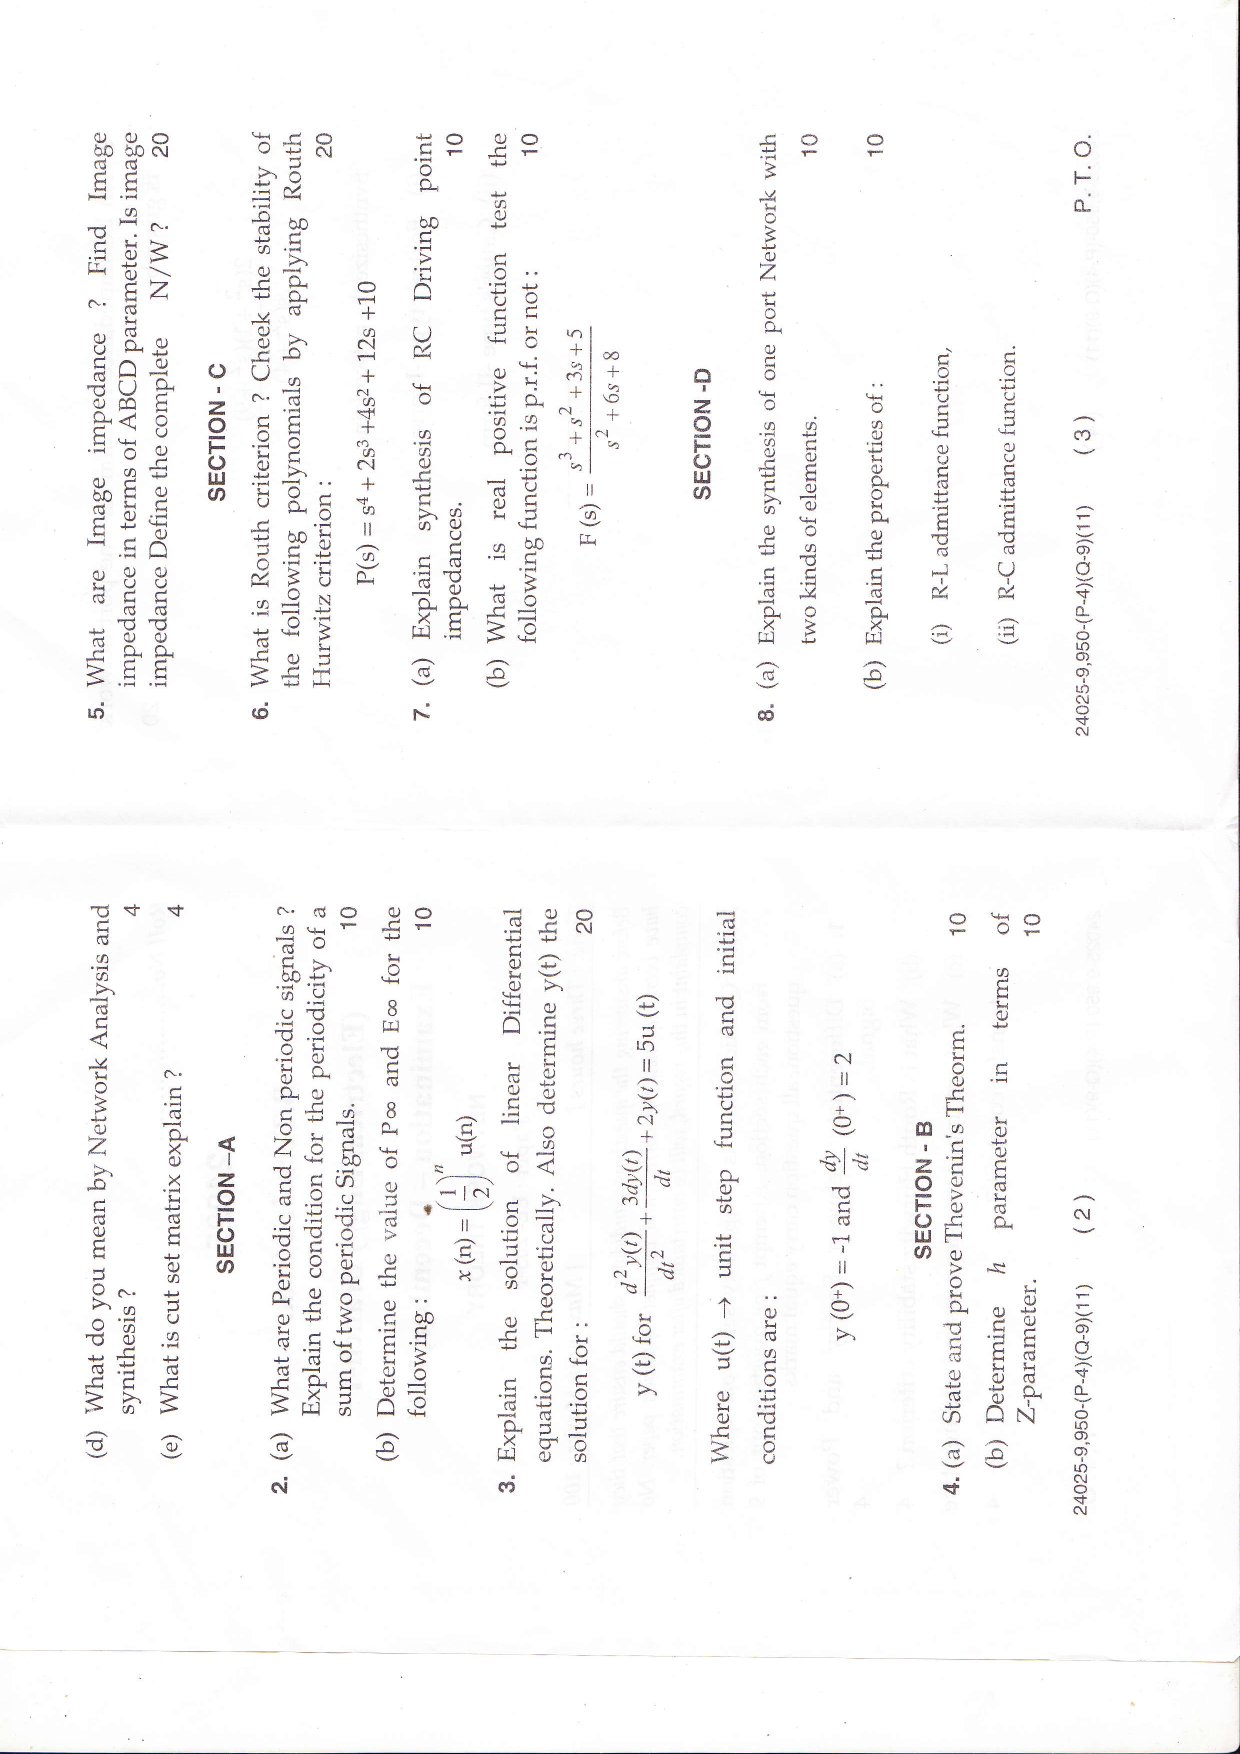 (d) What do you mean by Network Analysis and
synithesis ? 4
(e) What is cut set matrix explain ? 4
SECTION –A
2. (a) What are Periodic and Non periodic signals ?
Explain the condition for the periodicity of a
sum of two periodic Signals. 10
(b) Determine the value of P∞ and E∞ for the
following : 10
x (n) = (1/2)^n u(n)
3. Explain the solution of linear Differential
equations. Theoretically. Also determine y(t) the
solution for : 20
y (t) for d²y(t)/dt² + 3dy(t)/dt + 2y(t) = 5u (t)
Where u(t) → unit step function and initial
conditions are :
y (0+) = -1 and dy/dt (0+) = 2
SECTION - B
4. (a) State and prove Thevenin's Theorm. 10
(b) Determine h parameter in terms of
Z-parameter. 10
24025-9,950-(P-4)(Q-9)(11) ( 2 )
5. What are Image impedance ? Find Image
impedance in terms of ABCD parameter. Is image
impedance Define the complete N/W ? 20
SECTION - C
6. What is Routh criterion ? Cheek the stability of
the following polynomials by applying Routh
Hurwitz criterion : 20
P(s) = s⁴ + 2s³ +4s² + 12s +10
7. (a) Explain synthesis of RC Driving point
impedances. 10
(b) What is real positive function test the
following function is p.r.f. or not : 10
F (s) = (s³ + s² + 3s + 5)/(s² + 6s + 8)
SECTION -D
8. (a) Explain the synthesis of one port Network with
two kinds of elements. 10
(b) Explain the properties of : 10
(i) R-L admittance function,
(ii) R-C admittance function.
24025-9,950-(P-4)(Q-9)(11) ( 3 ) P. T. O.